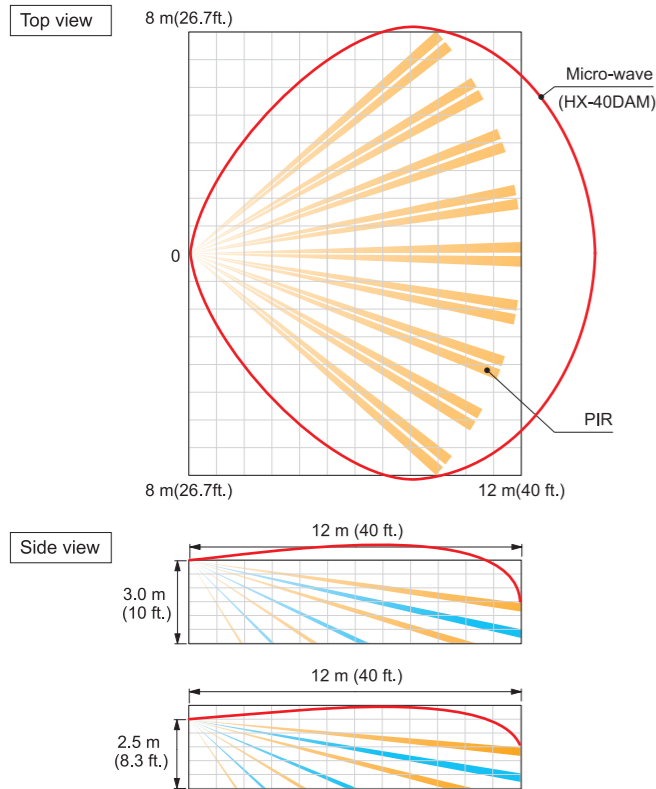 Top view
8 m(26.7ft.)
Micro-wave
(HX-40DAM)
0
PIR
8 m(26.7ft.)
12 m(40 ft.)
Side view
12 m (40 ft.)
3.0 m
(10 ft.)
12 m (40 ft.)
2.5 m
(8.3 ft.)